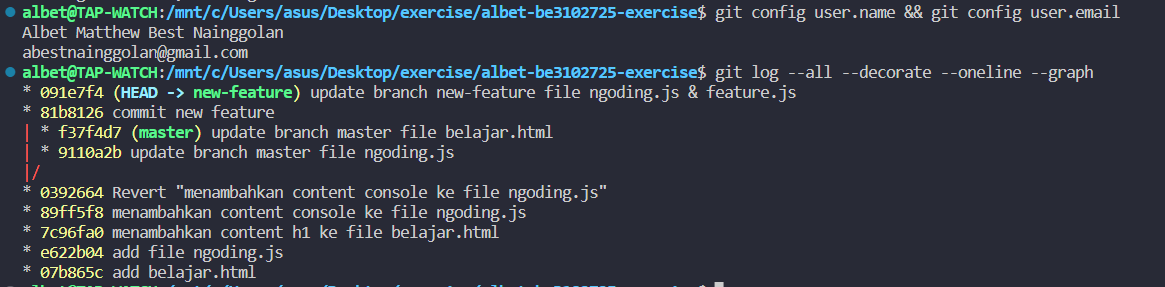 albet@TAP-WATCH:/mnt/c/Users/asus/Desktop/exercise/albet-be3102725-exercise$ git config user.name && git config user.email
Albet Matthew Best Nainggolan
abestnainggolan@gmail.com
albet@TAP-WATCH:/mnt/c/Users/asus/Desktop/exercise/albet-be3102725-exercise$ git log --all --decorate --oneline --graph
* 091e7f4 (HEAD -> new-feature) update branch new-feature file ngoding.js & feature.js
* 81b8126 commit new feature
| * f37f4d7 (master) update branch master file belajar.html
| * 9110a2b update branch master file ngoding.js
|/
* 0392664 Revert "menambahkan content console ke file ngoding.js"
* 89ff5f8 menambahkan content console ke file ngoding.js
* 7c96fa0 menambahkan content h1 ke file belajar.html
* e622b04 add file ngoding.js
* 07b865c add belajar.html